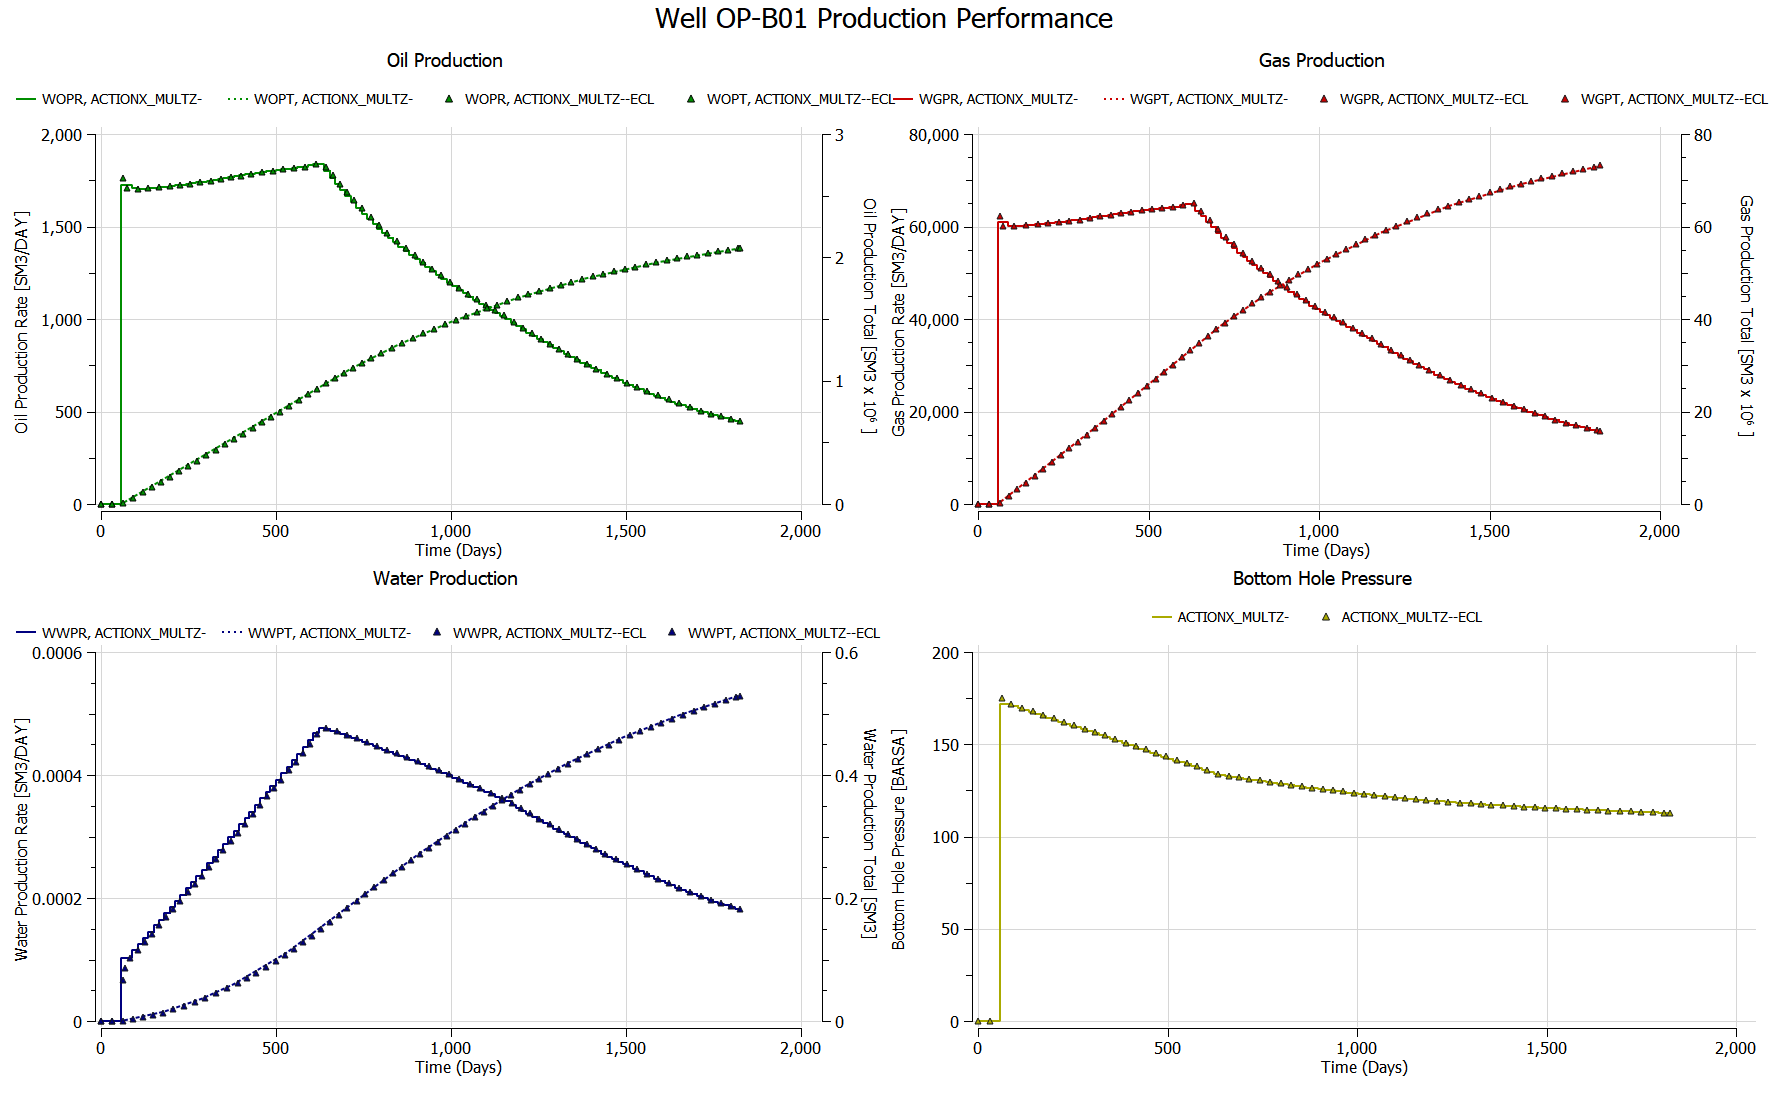 Well OP-B01 Production Performance
Oil Production
WOPR, ACTIONX_MULTZ-
WOPT, ACTIONX_MULTZ-
WOPR, ACTIONX_MULTZ--ECL
WOPT, ACTIONX_MULTZ--ECL
2,000
1,500
1,000
500
0
Oil Production Rate [SM3/DAY]
3
2
1
0
Oil Production Total [SM3 x 10⁶ ]
0
500
1,000
1,500
2,000
Time (Days)
Gas Production
WGPR, ACTIONX_MULTZ-
WGPT, ACTIONX_MULTZ-
WGPR, ACTIONX_MULTZ--ECL
WGPT, ACTIONX_MULTZ--ECL
80,000
60,000
40,000
20,000
0
Gas Production Rate [SM3/DAY]
80
60
40
20
0
Gas Production Total [SM3 x 10⁶ ]
0
500
1,000
1,500
2,000
Time (Days)
Water Production
WWPR, ACTIONX_MULTZ-
WWPT, ACTIONX_MULTZ-
WWPR, ACTIONX_MULTZ--ECL
WWPT, ACTIONX_MULTZ--ECL
0.0006
0.0004
0.0002
0
Water Production Rate [SM3/DAY]
0.6
0.4
0.2
0
Water Production Total [SM3]
0
500
1,000
1,500
2,000
Time (Days)
Bottom Hole Pressure
ACTIONX_MULTZ-
ACTIONX_MULTZ--ECL
200
150
100
50
0
Bottom Hole Pressure [BARSA]
0
500
1,000
1,500
2,000
Time (Days)